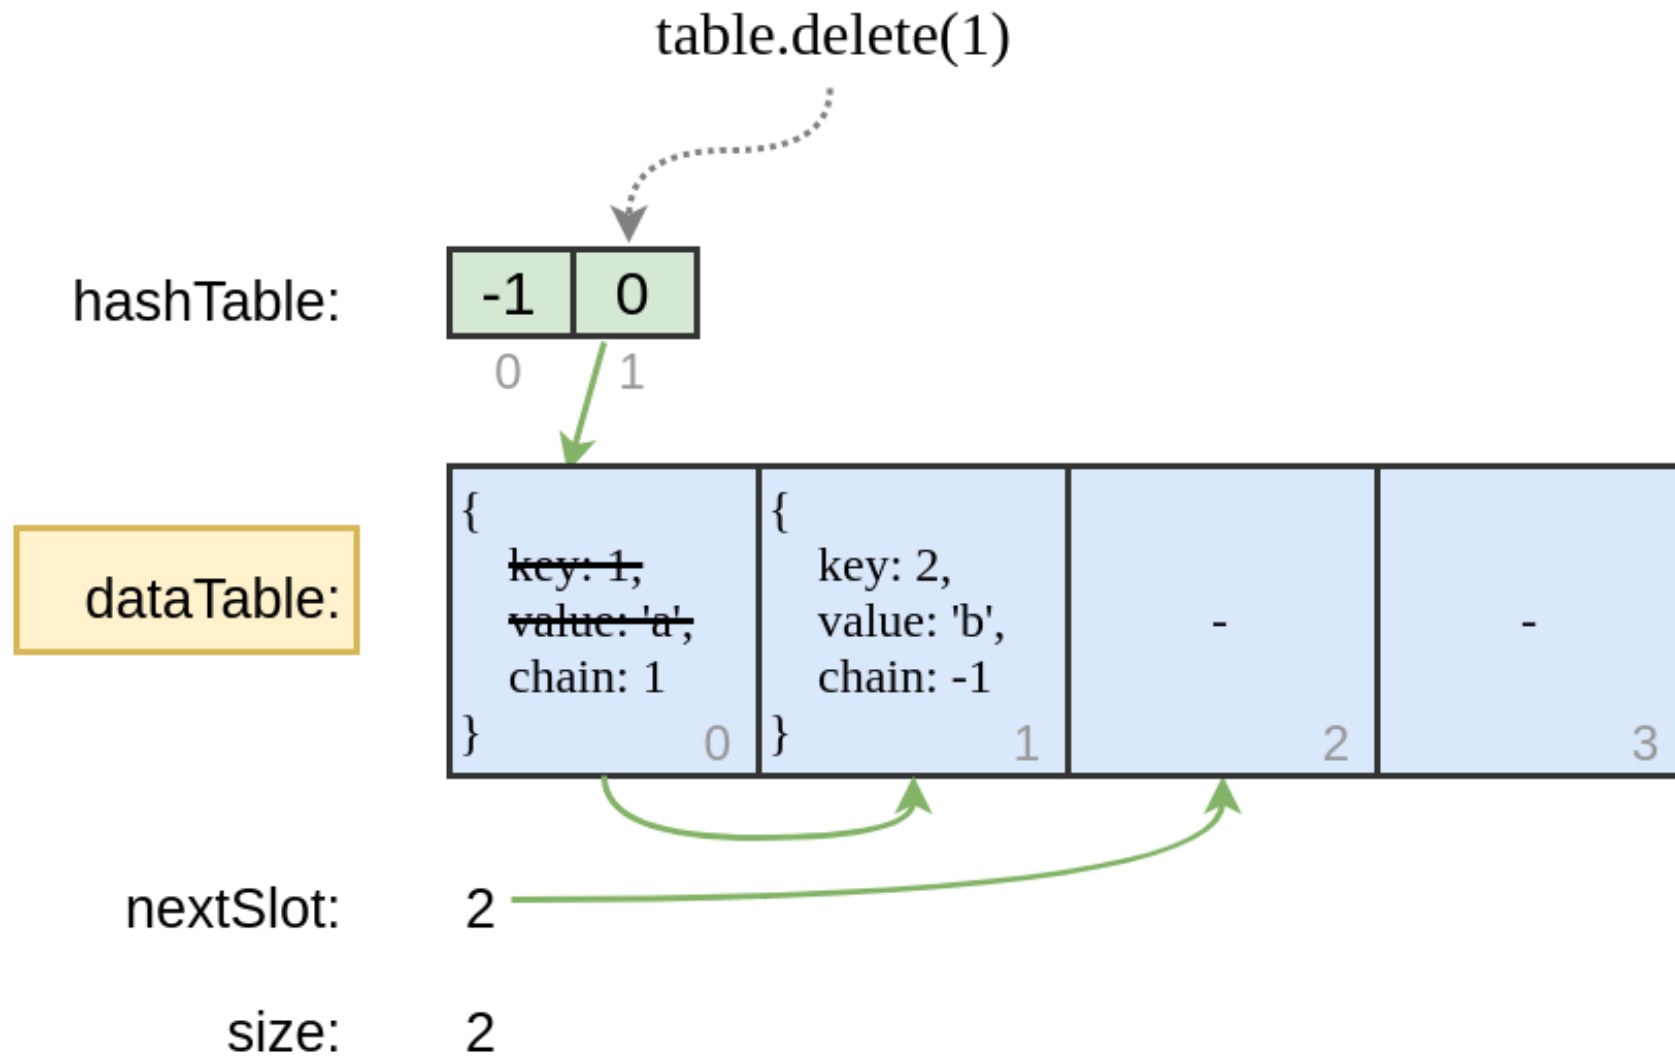 table.delete(1)
hashTable:
-1 0
0 1
dataTable:
{
key: 1,
value: 'a',
chain: 1
}
0
{
key: 2,
value: 'b',
chain: -1
}
1
-
2
-
3
nextSlot: 2
size: 2